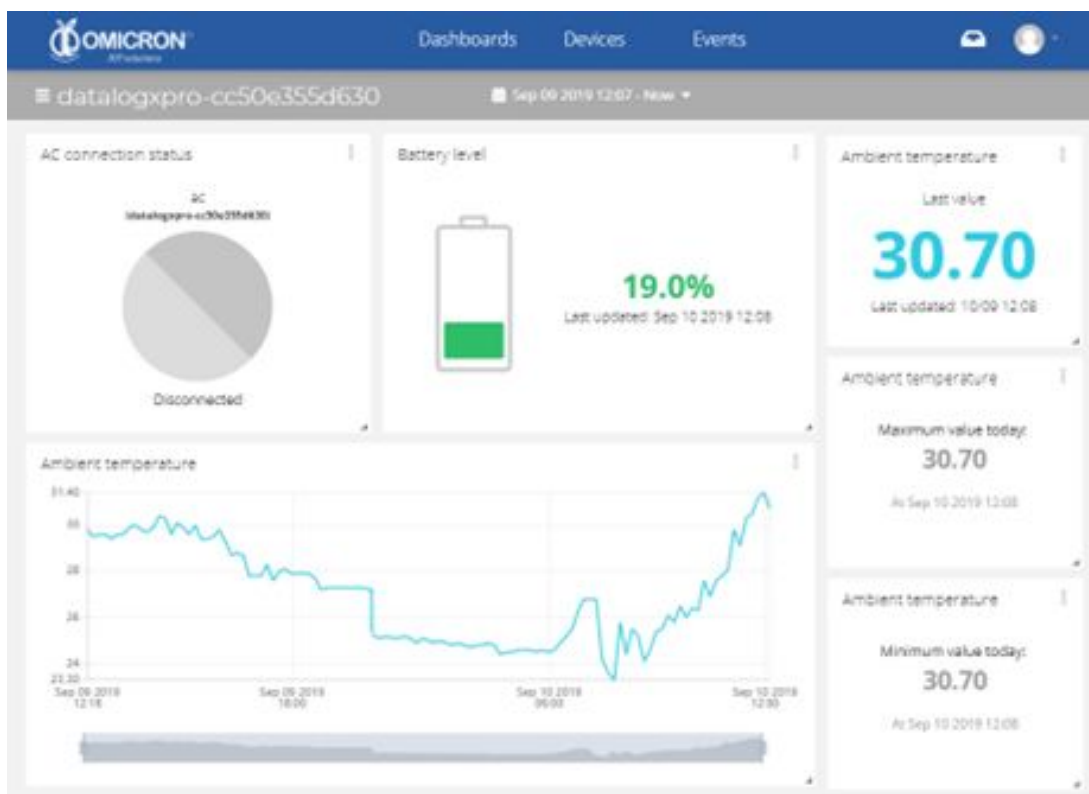 OMICRON
Dashboards Devices Events
datalogxpro-cc50e355d630
Sep 09 2019 12:07 - Now
AC connection status
ac
(datalogxpro-cc50e355d630)
Disconnected
Battery level
19.0%
Last updated: Sep 10 2019 12:08
Ambient temperature
Last value
30.70
Last updated: 10/09 12:08
Ambient temperature
Maximum value today:
30.70
At Sep 10 2019 12:08
Ambient temperature
31.40
30
28
26
24
23.30
Sep 09 2019
12:18
Sep 09 2019
18:00
Sep 10 2019
06:00
Sep 10 2019
12:00
Ambient temperature
Minimum value today:
30.70
At Sep 10 2019 12:08